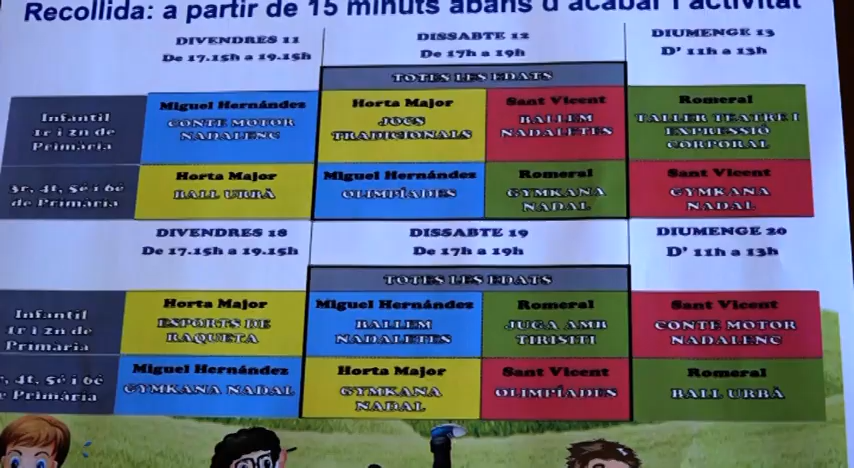 Recollida: a partir de 15 minuts abans d'acabar l'activitat
DIVENDRES 11
De 17.15h a 19.15h
DISSABTE 12
De 17h a 19h
DIUMENGE 13
D' 11h a 13h
TOTES LES EDATS
Infantil
1r i 2n de
Primària
Miguel Hernández
CONTE MOTOR
NADALENC
Horta Major
JOCS
TRADICIONALS
Sant Vicent
BALLEM
NADALETES
Romeral
TALLER TEATRE I
EXPRESSIÓ
CORPORAL
3r, 4t, 5é i 6é
de Primària
Horta Major
BALL URBÀ
Miguel Hernández
OLIMPÍADES
Romeral
GYMKANA
NADAL
Sant Vicent
GYMKANA
NADAL
DIVENDRES 18
De 17.15h a 19.15h
DISSABTE 19
De 17h a 19h
DIUMENGE 20
D' 11h a 13h
TOTES LES EDATS
Infantil
1r i 2n de
Primària
Horta Major
ESPORTS DE
RAQUETA
Miguel Hernández
BALLEM
NADALETES
Romeral
JUGA AMB
TIRISITI
Sant Vicent
CONTE MOTOR
NADALENC
4t, 5é i 6é
Primària
Miguel Hernández
GYMKANA NADAL
Horta Major
GYMKANA
NADAL
Sant Vicent
OLIMPÍADES
Romeral
BALL URBÀ